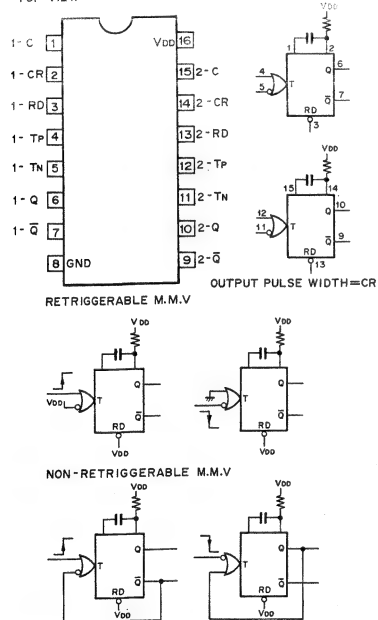 TOP VIEW
1-C 1
VDD 16
1-CR 2
15 2-C
1-RD 3
14 2-CR
1-TP 4
13 2-RD
1-TN 5
12 2-TP
1-Q 6
11 2-TN
1-Q̅ 7
10 2-Q
8 GND
9 2-Q̅
VDD
1 2
4
5
T
Q 6
Q̅ 7
RD
3
VDD
15 14
12
11
T
Q 10
Q̅ 9
RD
13
OUTPUT PULSE WIDTH=CR
RETRIGGERABLE M.M.V
VDD
VDD
T
Q
Q̅
RD
VDD
VDD
T
Q
Q̅
RD
VDD
NON-RETRIGGERABLE M.M.V
VDD
T
Q
Q̅
RD
VDD
VDD
T
Q
Q̅
RD
VDD